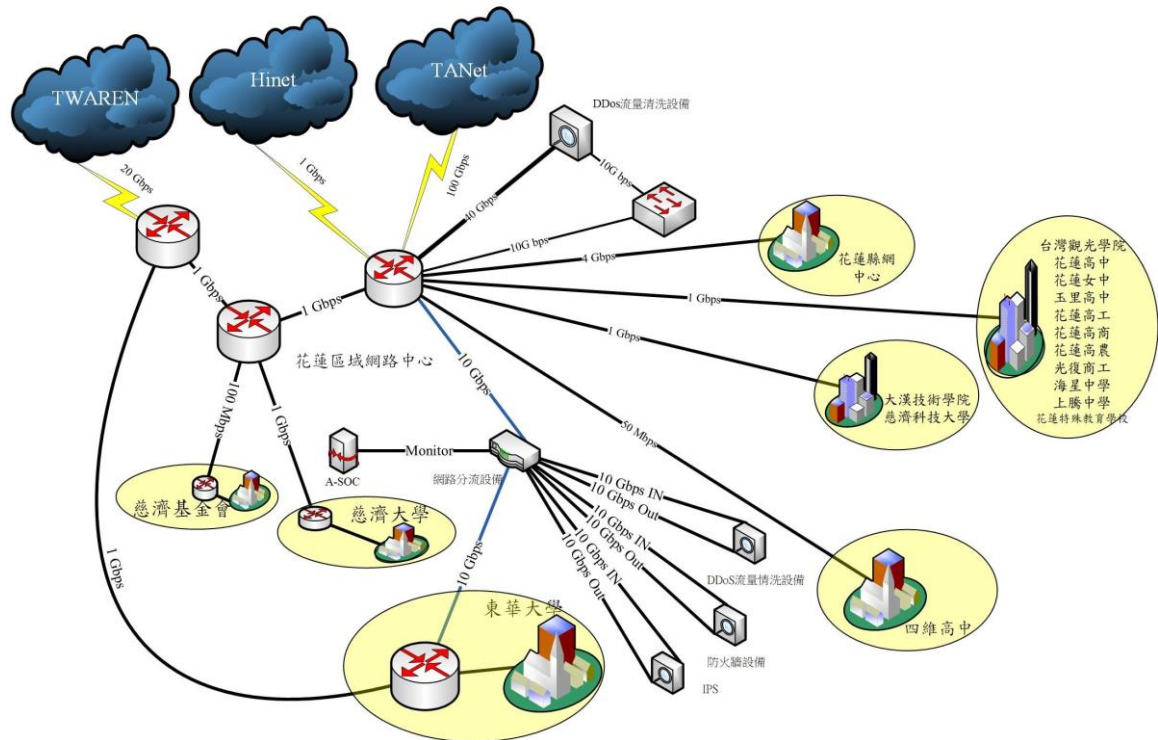 TWAREN
Hinet
TANet
DDos流量清洗設備
20 Gbps
1 Gbps
100 Gbps
40 Gbps
10G bps
10G bps
4 Gbps
花蓮縣網
中心
台灣觀光學院
花蓮高中
花蓮女中
玉里高中
花蓮高工
花蓮高商
花蓮高農
光復商工
海星中學
上騰中學
花蓮特殊教育學校
1 Gbps
1 Gbps
1 Gbps
1 Gbps
花蓮區域網路中心
10 Gbps
大漢技術學院
慈濟科技大學
100 Mbps
1 Gbps
50 Mbps
A-SOC
Monitor
網路分流設備
慈濟基金會
慈濟大學
10 Gbps IN
10 Gbps Out
10 Gbps IN
10 Gbps Out
10 Gbps IN
10 Gbps Out
DDoS流量情洗設備
1 Gbps
10 Gbps
東華大學
四維高中
防火牆設備
IPS